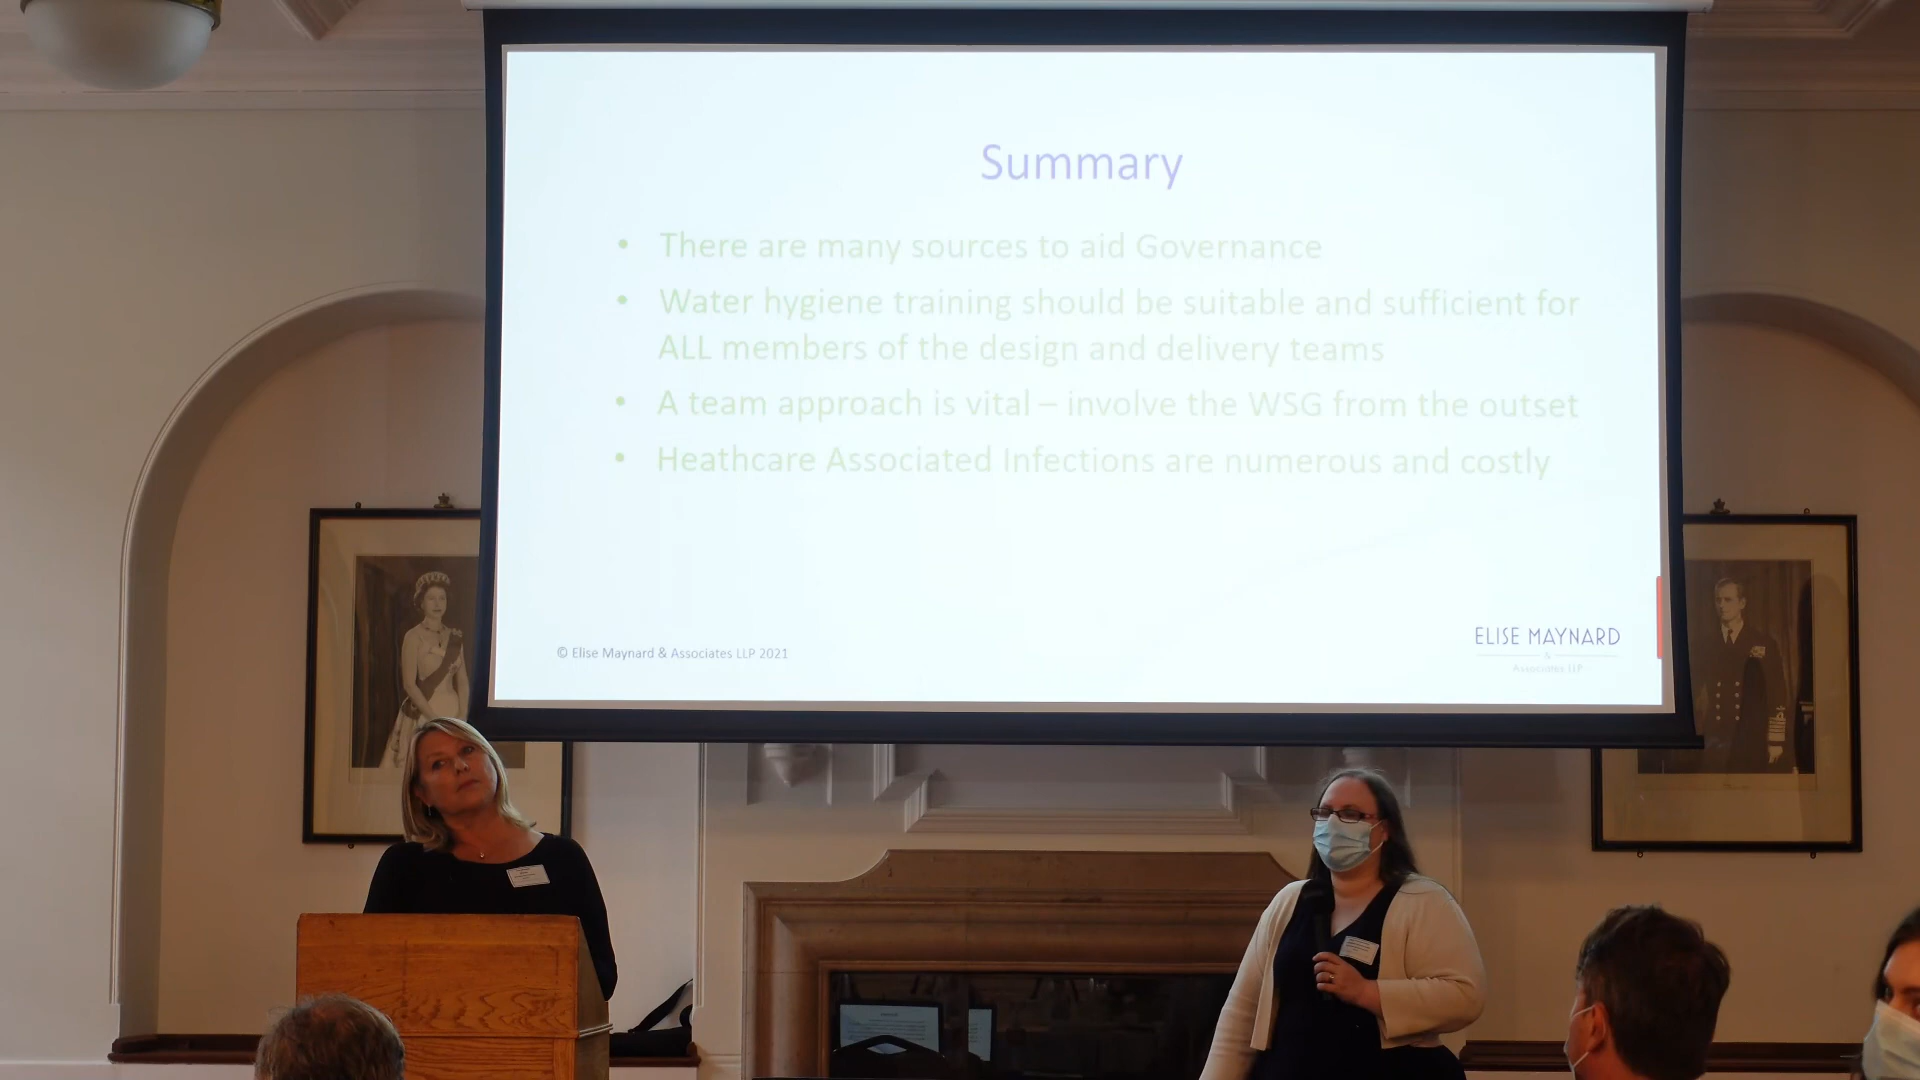 Summary
• There are many sources to aid Governance
• Water hygiene training should be suitable and sufficient for
ALL members of the design and delivery teams
• A team approach is vital – involve the WSG from the outset
• Heathcare Associated Infections are numerous and costly
© Elise Maynard & Associates LLP 2021
ELISE MAYNARD
&
Associates LLP